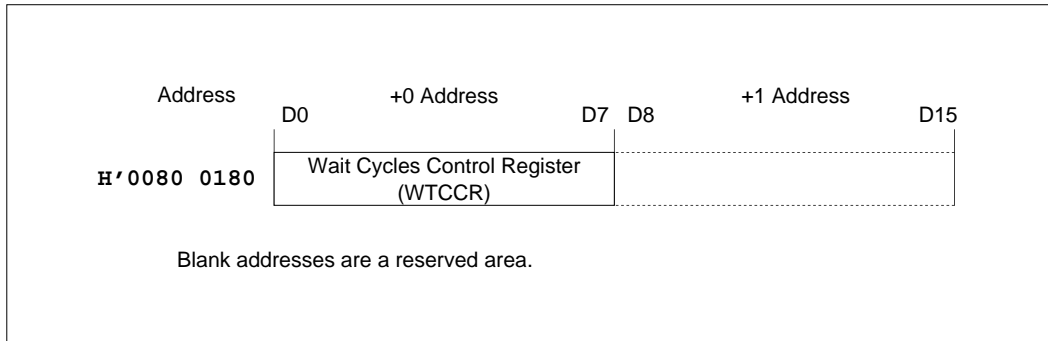 Address +0 Address +1 Address
D0 D7 D8 D15
H'0080 0180 Wait Cycles Control Register
(WTCCR)
Blank addresses are a reserved area.